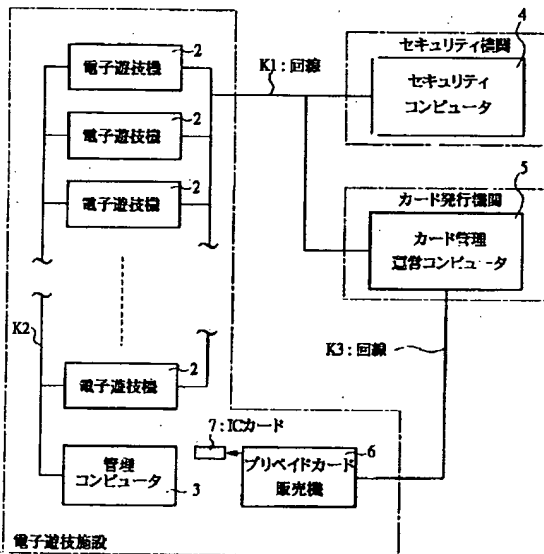 4
セキュリティ機関
セキュリティ
コンピュータ
2
電子遊技機
K1:回線
2
電子遊技機
2
電子遊技機
5
カード発行機関
カード管理
運営コンピュータ
K2
K3:回線
2
電子遊技機
7:ICカード
6
プリペイドカード
販売機
管理
コンピュータ
3
電子遊技施設